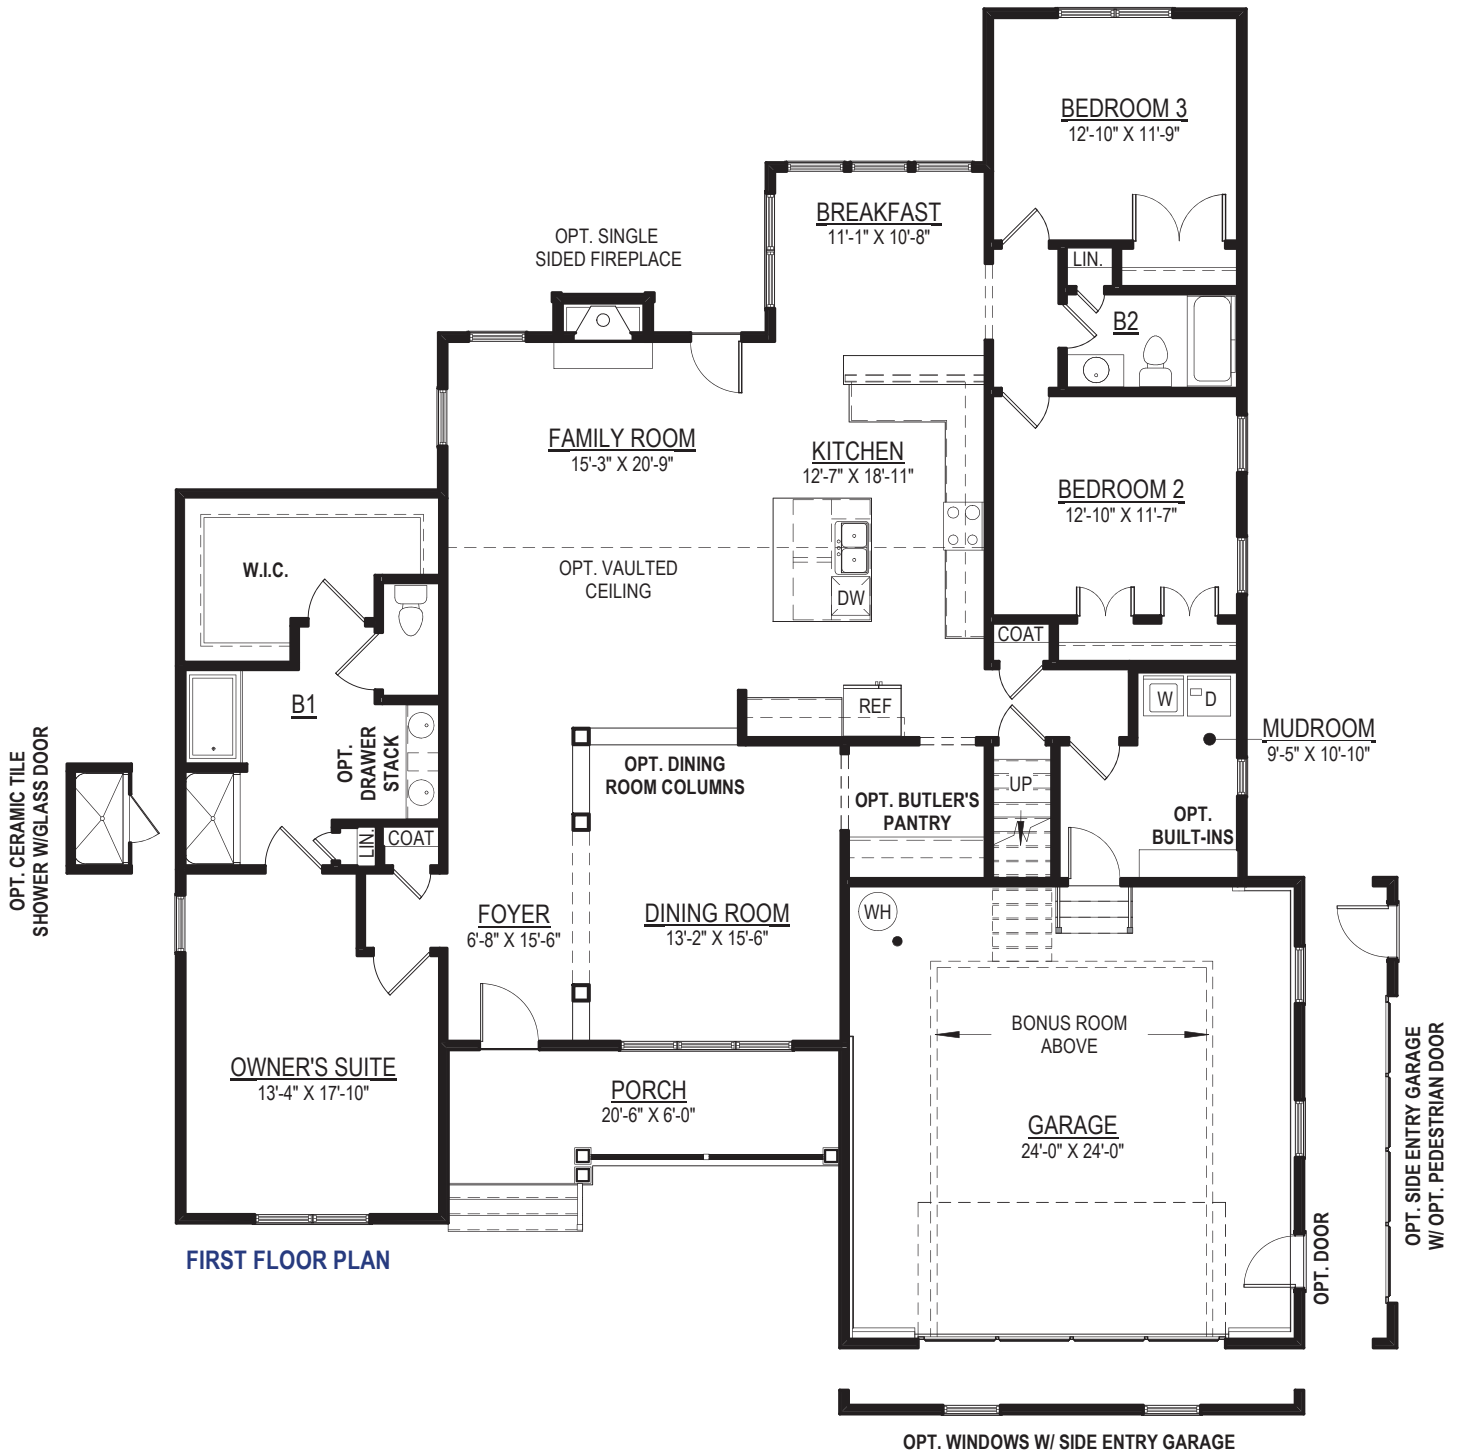 BEDROOM 3
12'-10" X 11'-9"
BREAKFAST
11'-1" X 10'-8"
OPT. SINGLE
SIDED FIREPLACE
LIN.
B2
FAMILY ROOM
15'-3" X 20'-9"
KITCHEN
12'-7" X 18'-11"
BEDROOM 2
12'-10" X 11'-7"
W.I.C.
OPT. VAULTED
CEILING
DW
COAT
B1
REF
W
D
MUDROOM
9'-5" X 10'-10"
OPT. CERAMIC TILE
SHOWER W/GLASS DOOR
OPT.
DRAWER
STACK
OPT. DINING
ROOM COLUMNS
OPT. BUTLER'S
PANTRY
UP
OPT.
BUILT-INS
LIN.
COAT
FOYER
6'-8" X 15'-6"
DINING ROOM
13'-2" X 15'-6"
WH
BONUS ROOM
ABOVE
OWNER'S SUITE
13'-4" X 17'-10"
PORCH
20'-6" X 6'-0"
GARAGE
24'-0" X 24'-0"
OPT. SIDE ENTRY GARAGE
W/ OPT. PEDESTRIAN DOOR
OPT. DOOR
FIRST FLOOR PLAN
OPT. WINDOWS W/ SIDE ENTRY GARAGE